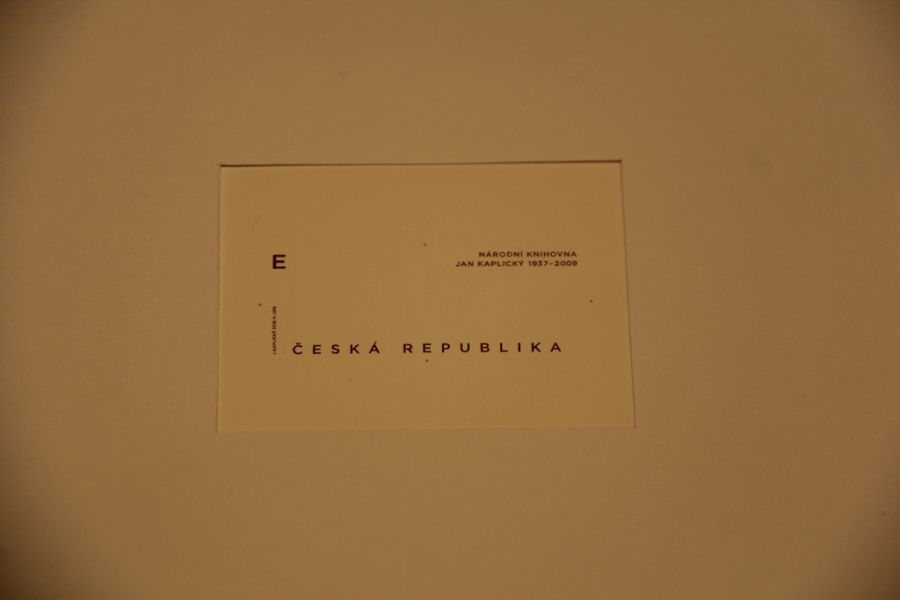 E
NÁRODNÍ KNIHOVNA
JAN KAPLICKÝ 1937–2009
ČESKÁ REPUBLIKA